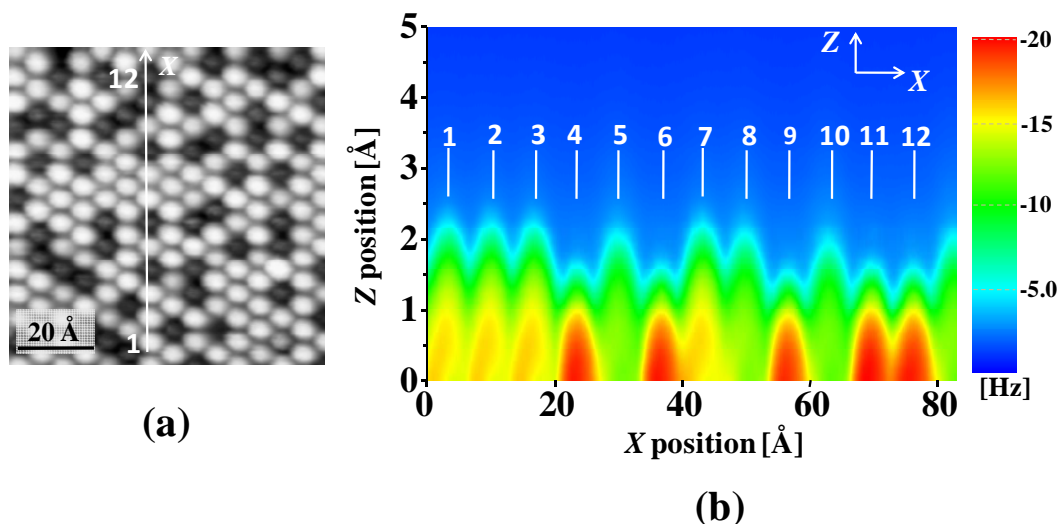 12 X
1
20 Å
(a)
5
4
3
2
1
0
Z position [Å]
Z
X
1 2 3 4 5 6 7 8 9 10 11 12
0 20 40 60 80
X position [Å]
-20
-15
-10
-5.0
[Hz]
(b)